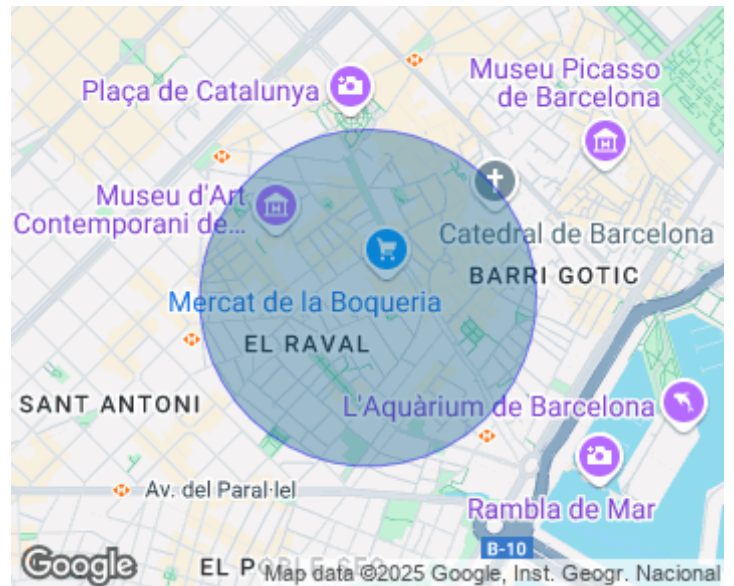 Plaça de Catalunya
Museu Picasso
de Barcelona
Museu d'Art
Contemporani de...
Catedral de Barcelona
BARRI GOTIC
Mercat de la Boqueria
EL RAVAL
SANT ANTONI
L'Aquàrium de Barcelona
Av. del Paral·lel
Rambla de Mar
B-10
Google
EL POBLE SEC
Map data ©2025 Google, Inst. Geogr. Nacional